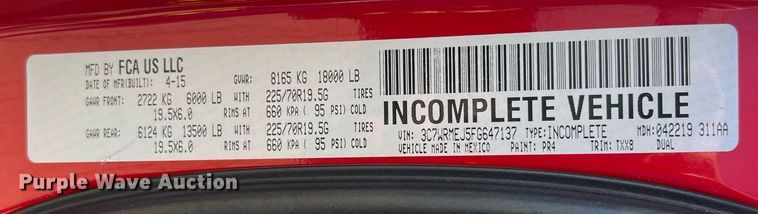 MFD BY FCA US LLC
DATE OF MFR(BUILT): 4-15 GVWR: 8165 KG 18000 LB
GAWR FRONT: 2722 KG 6000 LB WITH 225/70R19.5G TIRES
19.5X6.0 RIMS AT 660 KPA ( 95 PSI) COLD
GAWR REAR: 6124 KG 13500 LB WITH 225/70R19.5G TIRES
19.5X6.0 RIMS AT 660 KPA ( 95 PSI) COLD
INCOMPLETE VEHICLE
VIN: 3C7WRMEJ5FG647137 TYPE: INCOMPLETE MDH: 042219 311AA
VEHICLE MADE IN MEXICO PAINT: PR4 TRIM: TXX8 DUAL
Purple Wave Auction